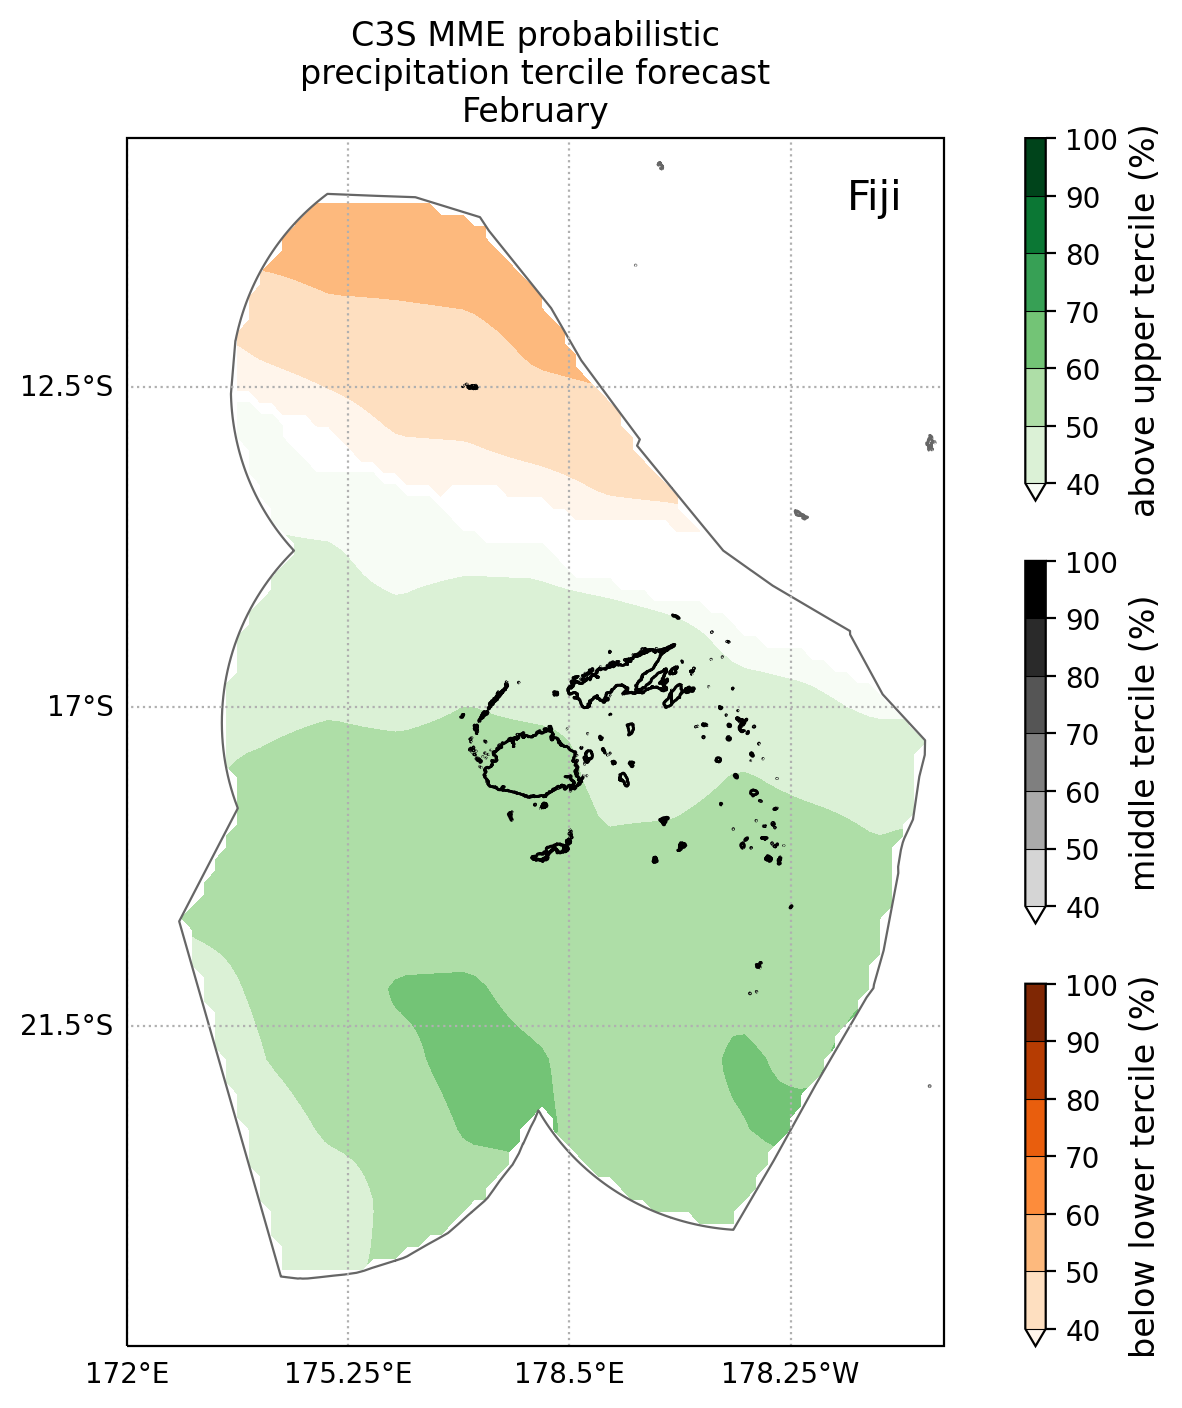 C3S MME probabilistic
precipitation tercile forecast
February
Fiji
12.5°S
17°S
21.5°S
172°E
175.25°E
178.5°E
178.25°W
100
90
80
70
60
50
40
above upper tercile (%)
100
90
80
70
60
50
40
middle tercile (%)
100
90
80
70
60
50
40
below lower tercile (%)